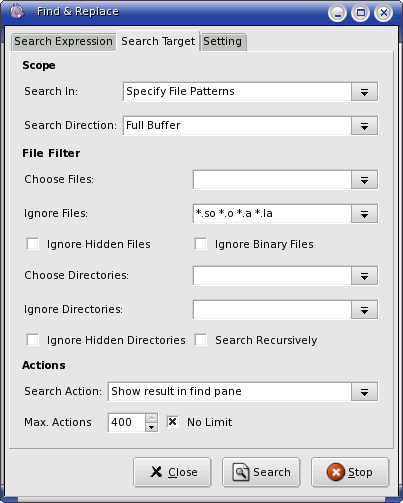 Find & Replace
Search Expression Search Target Setting
Scope
Search In: Specify File Patterns
Search Direction: Full Buffer
File Filter
Choose Files:
Ignore Files: *.so *.o *.a *.la
Ignore Hidden Files Ignore Binary Files
Choose Directories:
Ignore Directories:
Ignore Hidden Directories Search Recursively
Actions
Search Action: Show result in find pane
Max. Actions 400 No Limit
Close Search Stop